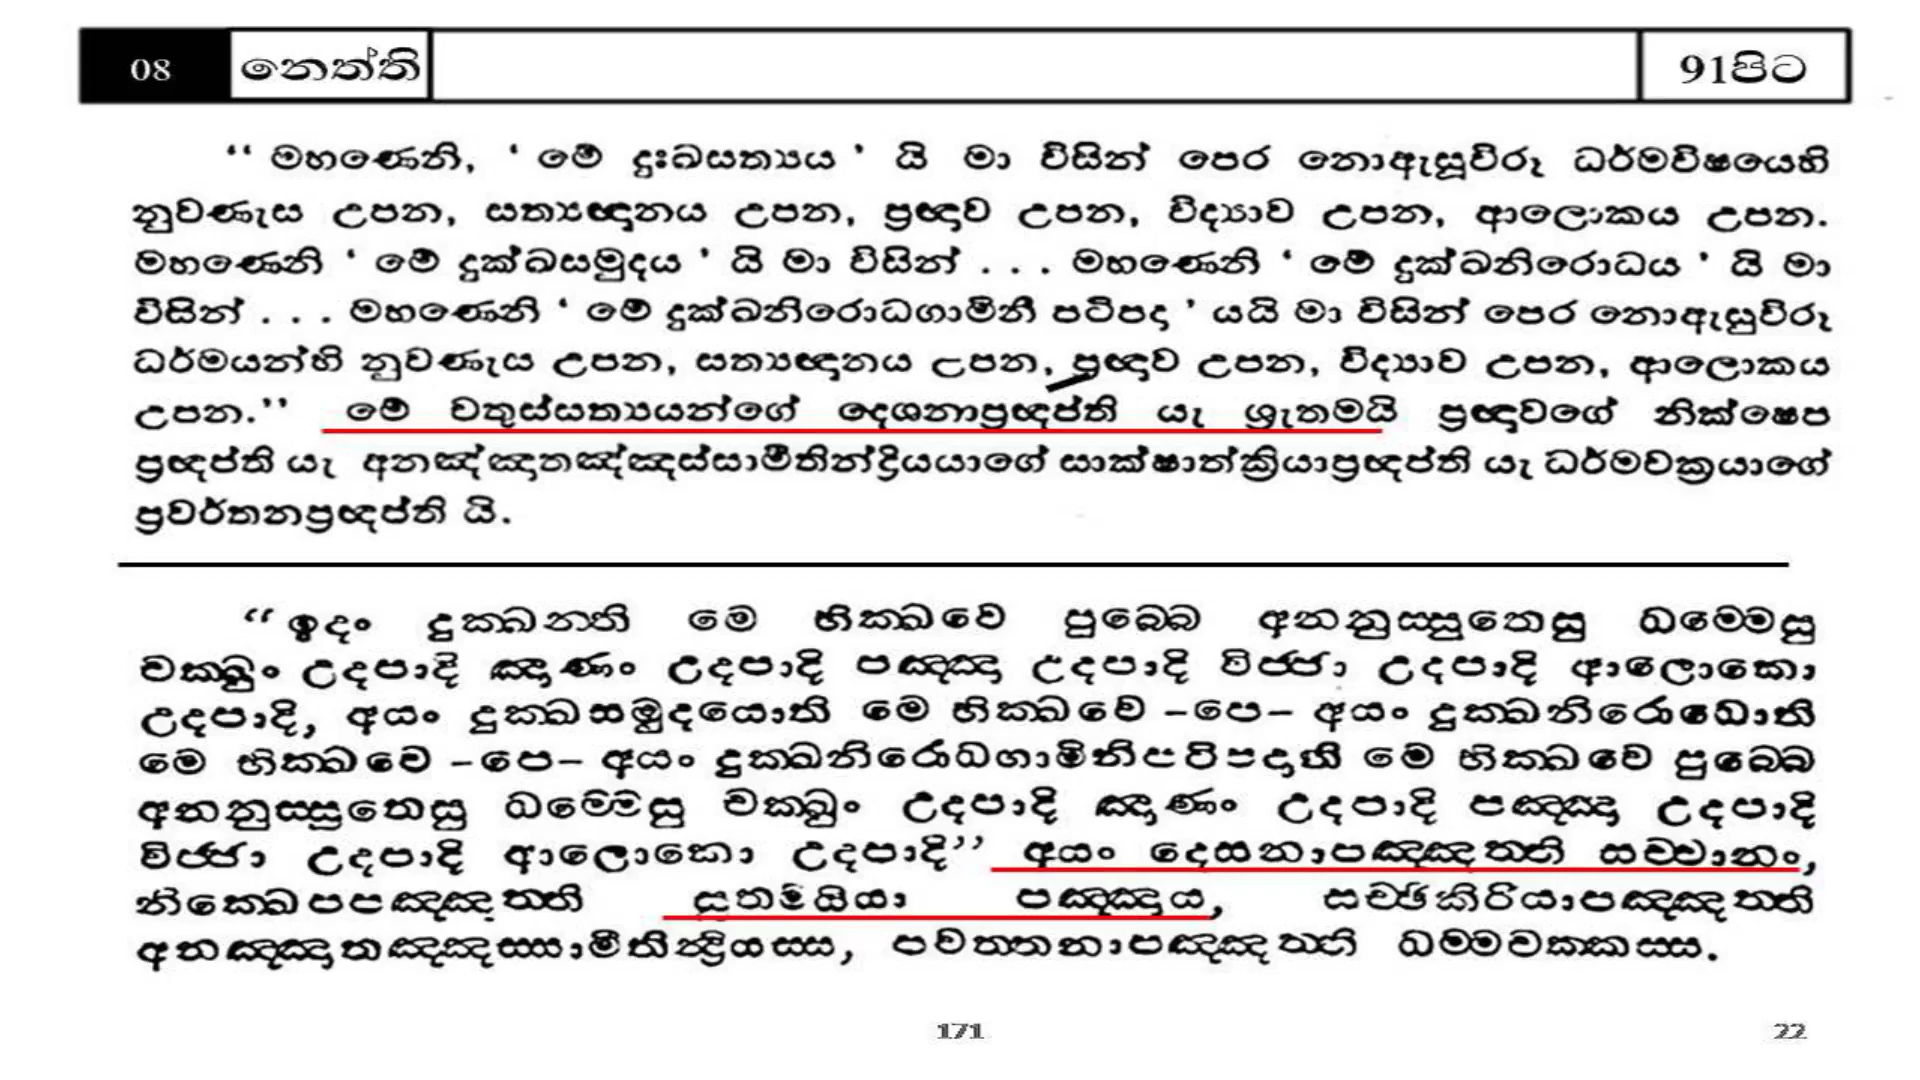 08 නෙත්ති 91පිට
“ මහණෙනි, ‘ මේ දුඃඛසත්‍යය ’ යි මා විසින් පෙර නොඇසූවිරූ ධර්මවිෂයෙහි
නුවණැස උපන, සත්‍යඥානය උපන, ප්‍රඥාව උපන, විද්‍යාව උපන, ආලොකය උපන.
මහණෙනි ‘ මේ දුක්ඛසමුදය ’ යි මා විසින් . . . මහණෙනි ‘ මේ දුක්ඛනිරොධය ’ යි මා
විසින් . . . මහණෙනි ‘ මේ දුක්ඛනිරොධගාමිනී පටිපදා ’ යයි මා විසින් පෙර නොඇසුවිරූ
ධර්මයන්හි නුවණැස උපන, සත්‍යඥානය උපන, ප්‍රඥාව උපන, විද්‍යාව උපන, ආලොකය
උපන.’’ මේ චතුස්සත්‍යයන්ගේ දෙශනාප්‍රඥප්ති යැ ශ්‍රැතමයි ප්‍රඥාවගේ නික්ෂෙප
ප්‍රඥප්ති යැ අනඤ්ඤාතඤ්ඤස්සාමීතින්ද්‍රියයාගේ සාක්ෂාත්ක්‍රියාප්‍රඥප්ති යැ ධර්මචක්‍රයාගේ
ප්‍රවර්තනප්‍රඥප්ති යි.
“ඉදං දුක්ඛන්ති මෙ භික්ඛවෙ පුබ්බෙ අනනුස්සුතෙසු ධම්මෙසු
චක්ඛුං උදපාදි ඤාණං උදපාදි පඤ්ඤා උදපාදි විජ්ජා උදපාදි ආලොකො
උදපාදි, අයං දුක්ඛසමුදයොති මෙ භික්ඛවෙ –පෙ– අයං දුක්ඛනිරොධොති
මෙ භික්ඛවෙ –පෙ– අයං දුක්ඛනිරොධගාමිනිපටිපදාති මෙ භික්ඛවෙ පුබ්බෙ
අනනුස්සුතෙසු ධම්මෙසු චක්ඛුං උදපාදි ඤාණං උදපාදි පඤ්ඤා උදපාදි
විජ්ජා උදපාදි ආලොකො උදපාදි’’ අයං දෙසනාපඤ්ඤත්ති සච්චානං,
නික්ඛෙපපඤ්ඤත්ති සුතමයියා පඤ්ඤාය, සච්ඡිකිරියාපඤ්ඤත්ති
අනඤ්ඤාතඤ්ඤස්සාමීතින්ද්‍රියස්ස, පවත්තනාපඤ්ඤත්ති ධම්මචක්කස්ස.
171 22